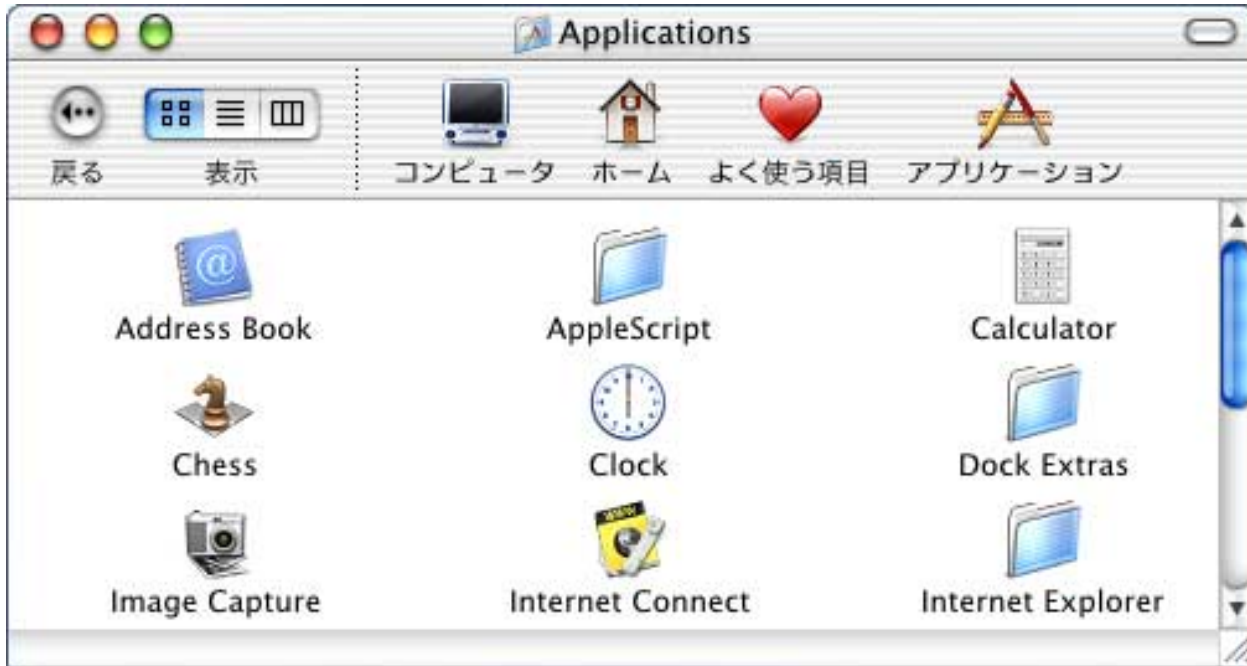 Applications
戻る 表示 コンピュータ ホーム よく使う項目 アプリケーション
Address Book AppleScript Calculator
Chess Clock Dock Extras
Image Capture Internet Connect Internet Explorer